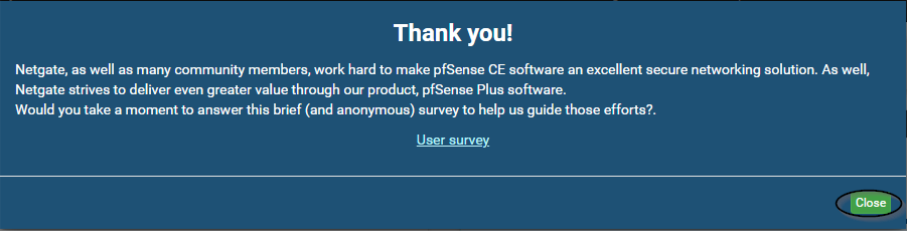 Thank you!
Netgate, as well as many community members, work hard to make pfSense CE software an excellent secure networking solution. As well,
Netgate strives to deliver even greater value through our product, pfSense Plus software.
Would you take a moment to answer this brief (and anonymous) survey to help us guide those efforts?.
User survey
Close